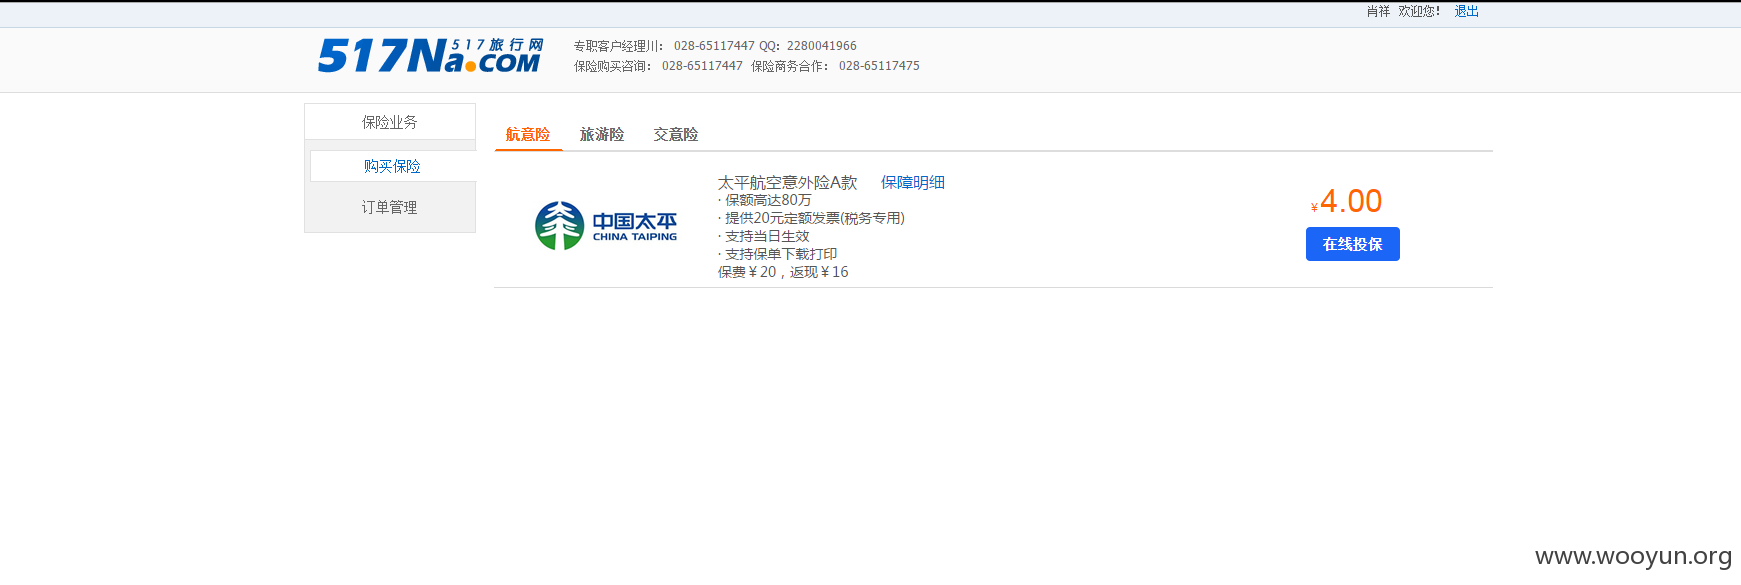 肖祥 欢迎您！ 退出
517Na.com 517旅行网
专职客户经理川： 028-65117447 QQ：2280041966
保险购买咨询： 028-65117447 保险商务合作： 028-65117475
保险业务
购买保险
订单管理
航意险 旅游险 交意险
中国太平
CHINA TAIPING
太平航空意外险A款 保障明细
· 保额高达80万
· 提供20元定额发票(税务专用)
· 支持当日生效
· 支持保单下载打印
保费￥20，返现￥16
¥4.00
在线投保
www.wooyun.org